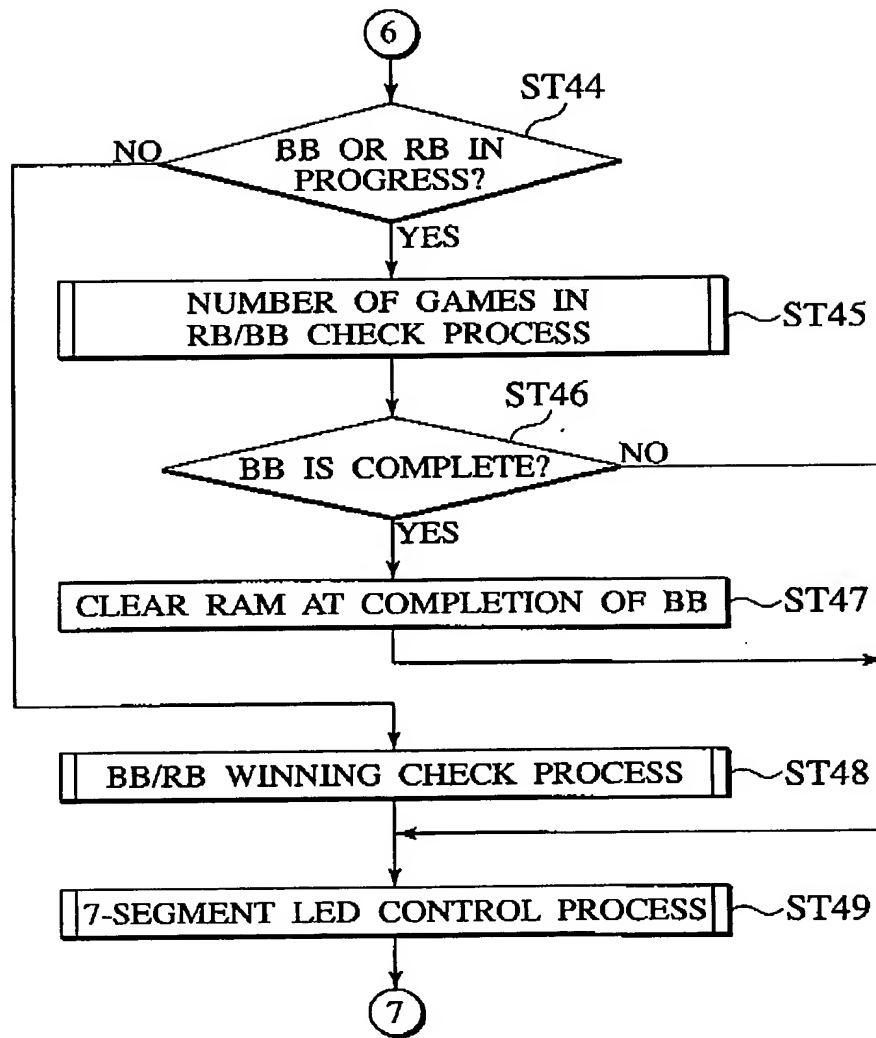 6
ST44
NO
BB OR RB IN
PROGRESS?
YES
NUMBER OF GAMES IN
RB/BB CHECK PROCESS
ST45
ST46
BB IS COMPLETE?
NO
YES
CLEAR RAM AT COMPLETION OF BB
ST47
BB/RB WINNING CHECK PROCESS
ST48
7-SEGMENT LED CONTROL PROCESS
ST49
7